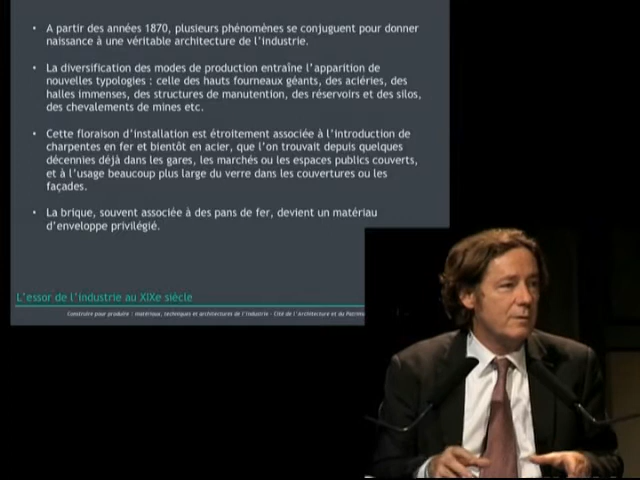 • A partir des années 1870, plusieurs phénomènes se conjuguent pour donner
naissance à une véritable architecture de l'industrie.
• La diversification des modes de production entraîne l'apparition de
nouvelles typologies : celle des hauts fourneaux géants, des aciéries, des
halles immenses, des structures de manutention, des réservoirs et des silos,
des chevalements de mines etc.
• Cette floraison d'installation est étroitement associée à l'introduction de
charpentes en fer et bientôt en acier, que l'on trouvait depuis quelques
décennies déjà dans les gares, les marchés ou les espaces publics couverts,
et à l'usage beaucoup plus large du verre dans les couvertures ou les
façades.
• La brique, souvent associée à des pans de fer, devient un matériau
d'enveloppe privilégié.
L'essor de l'industrie au XIXe siècle
Construire pour produire : matériaux, techniques et architectures de l'industrie - Cité de l'Architecture et du Patrim